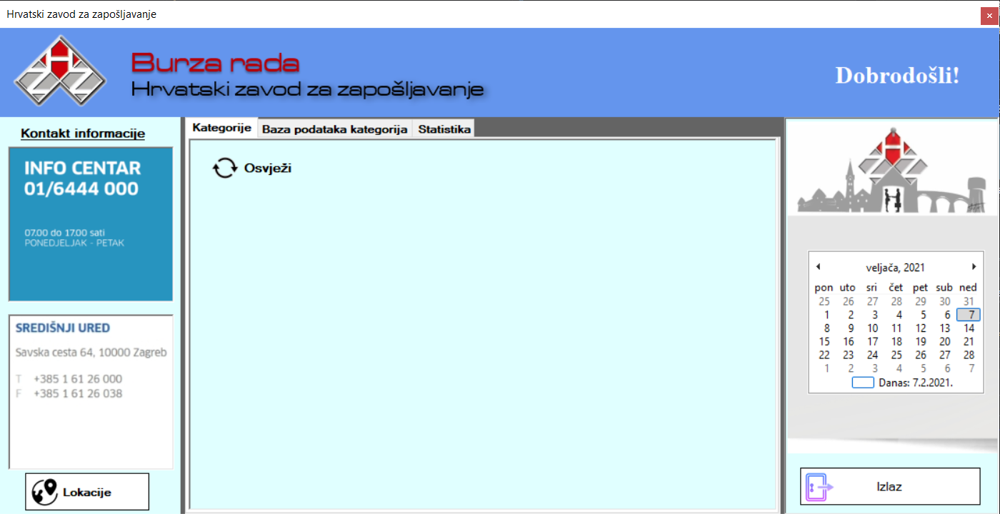 Hrvatski zavod za zapošljavanje
Burza rada
Hrvatski zavod za zapošljavanje
Dobrodošli!
Kontakt informacije
INFO CENTAR
01/6444 000
07.00 do 17.00 sati
PONEDJELJAK - PETAK
SREDIŠNJI URED
Savska cesta 64, 10000 Zagreb
T +385 1 61 26 000
F +385 1 61 26 038
Lokacije
Kategorije Baza podataka kategorija Statistika
Osvježi
veljača, 2021
pon uto sri čet pet sub ned
25 26 27 28 29 30 31
1 2 3 4 5 6 7
8 9 10 11 12 13 14
15 16 17 18 19 20 21
22 23 24 25 26 27 28
1 2 3 4 5 6 7
Danas: 7.2.2021.
Izlaz